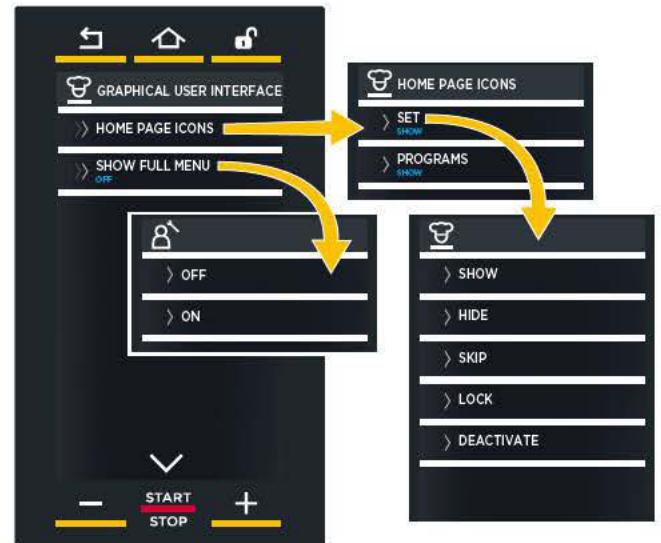 GRAPHICAL USER INTERFACE
HOME PAGE ICONS
SHOW FULL MENU
OFF
HOME PAGE ICONS
SET
SHOW
PROGRAMS
SHOW
OFF
ON
SHOW
HIDE
SKIP
LOCK
DEACTIVATE
START
STOP